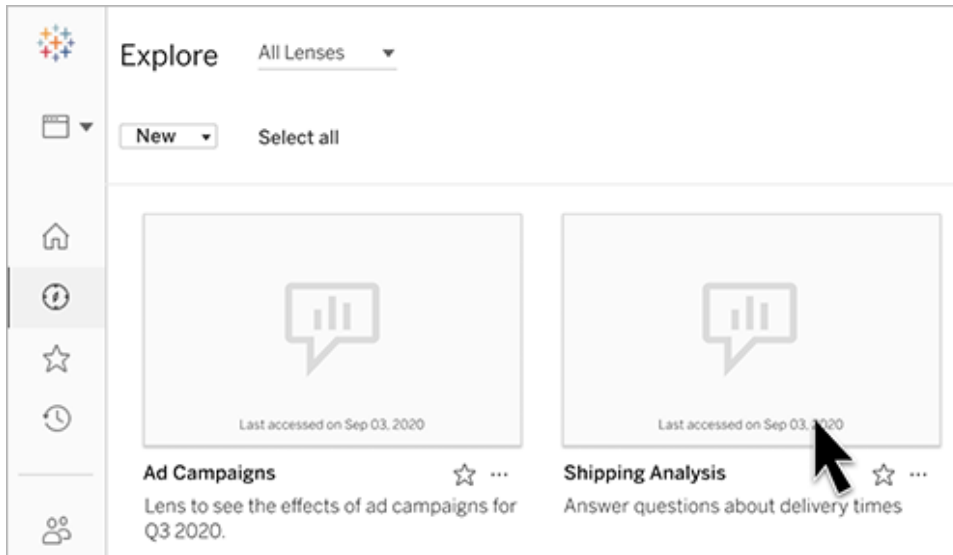 Explore
All Lenses
New
Select all
Last accessed on Sep 03, 2020
Last accessed on Sep 03, 2020
Ad Campaigns
...
Shipping Analysis
...
Lens to see the effects of ad campaigns for
Q3 2020.
Answer questions about delivery times